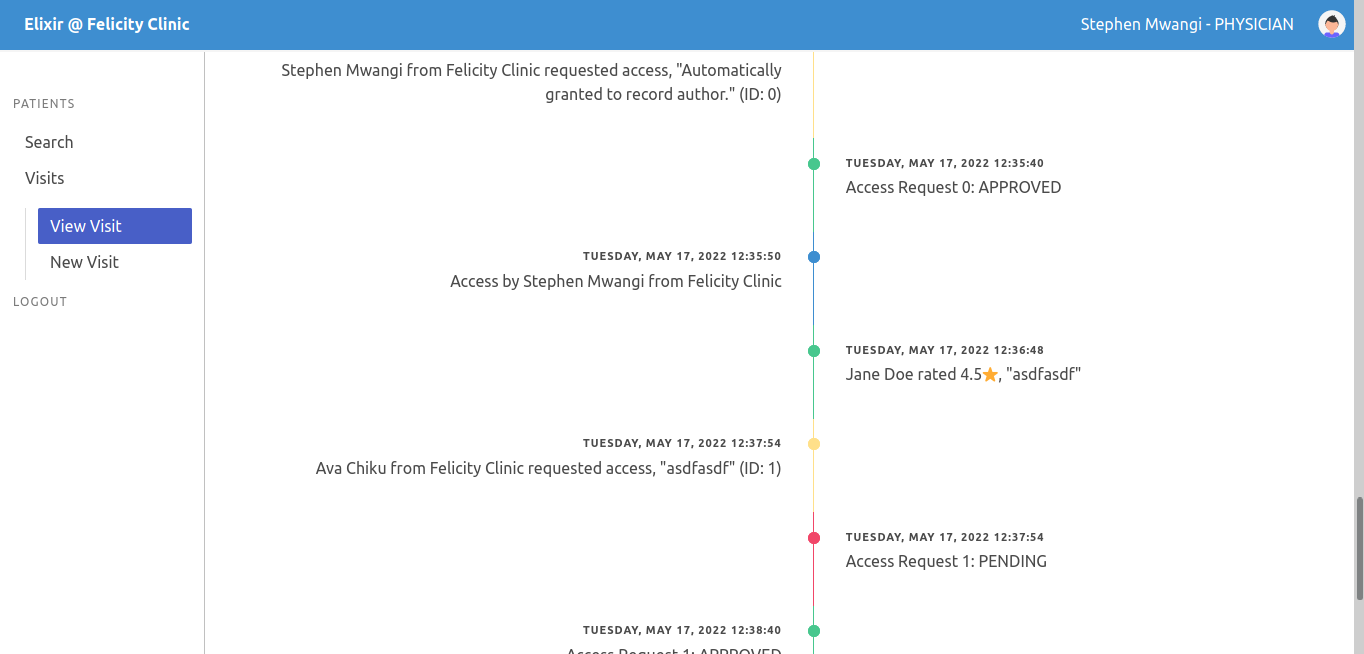 Elixir @ Felicity Clinic
Stephen Mwangi - PHYSICIAN
PATIENTS
Search
Visits
View Visit
New Visit
LOGOUT
Stephen Mwangi from Felicity Clinic requested access, "Automatically
granted to record author." (ID: 0)
TUESDAY, MAY 17, 2022 12:35:40
Access Request 0: APPROVED
TUESDAY, MAY 17, 2022 12:35:50
Access by Stephen Mwangi from Felicity Clinic
TUESDAY, MAY 17, 2022 12:36:48
Jane Doe rated 4.5⭐, "asdfasdf"
TUESDAY, MAY 17, 2022 12:37:54
Ava Chiku from Felicity Clinic requested access, "asdfasdf" (ID: 1)
TUESDAY, MAY 17, 2022 12:37:54
Access Request 1: PENDING
TUESDAY, MAY 17, 2022 12:38:40
Access Request 1: APPROVED